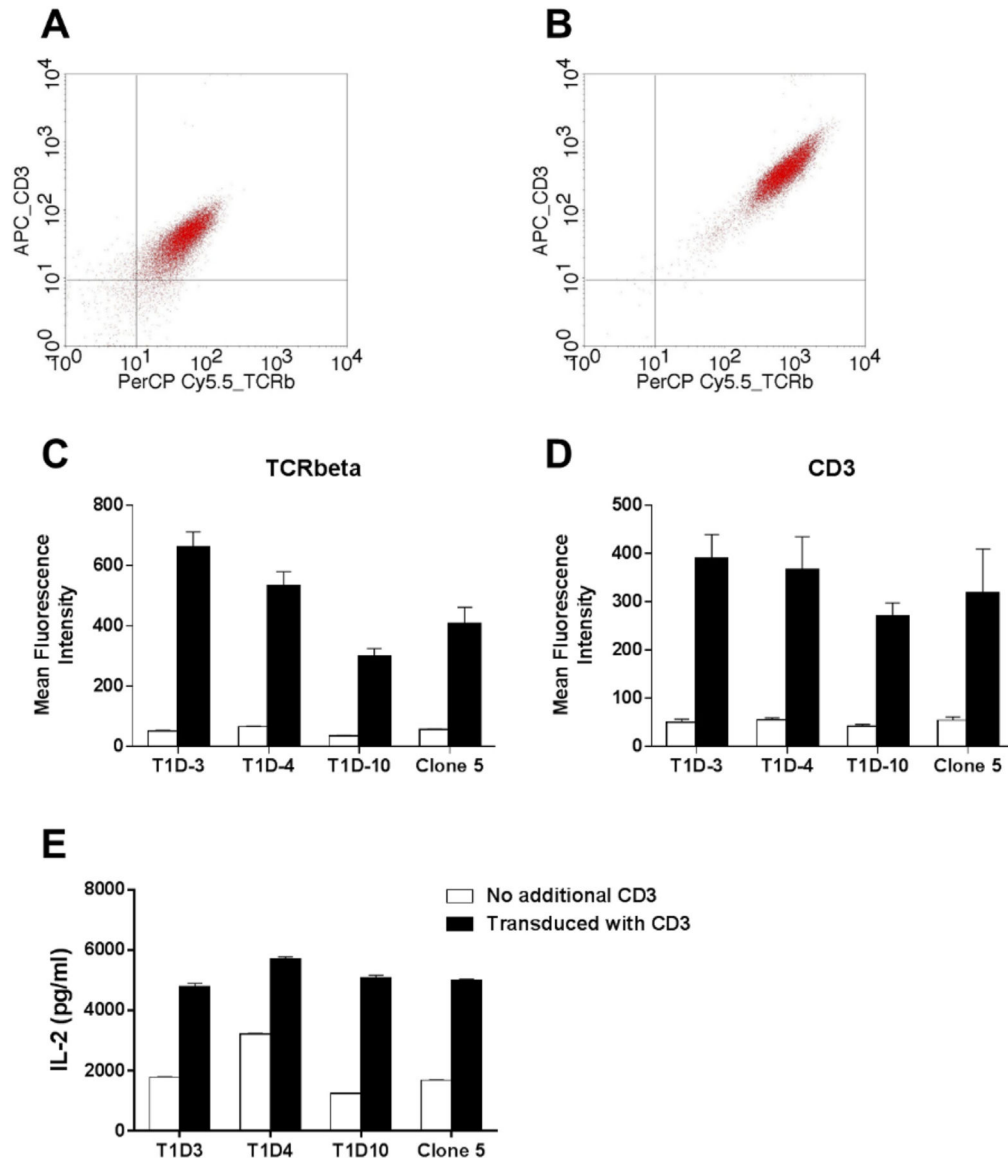 A
APC_CD3
10^4
10^3
10^2
10^1
10^0
10^0 10^1 10^2 10^3 10^4
PerCP Cy5.5_TCRb
B
APC_CD3
10^4
10^3
10^2
10^1
10^0
10^0 10^1 10^2 10^3 10^4
PerCP Cy5.5_TCRb
C
TCRbeta
Mean Fluorescence
Intensity
800
600
400
200
0
T1D-3 T1D-4 T1D-10 Clone 5
D
CD3
Mean Fluorescence
Intensity
500
400
300
200
100
0
T1D-3 T1D-4 T1D-10 Clone 5
E
IL-2 (pg/ml)
8000
6000
4000
2000
0
T1D3 T1D4 T1D10 Clone 5
No additional CD3
Transduced with CD3